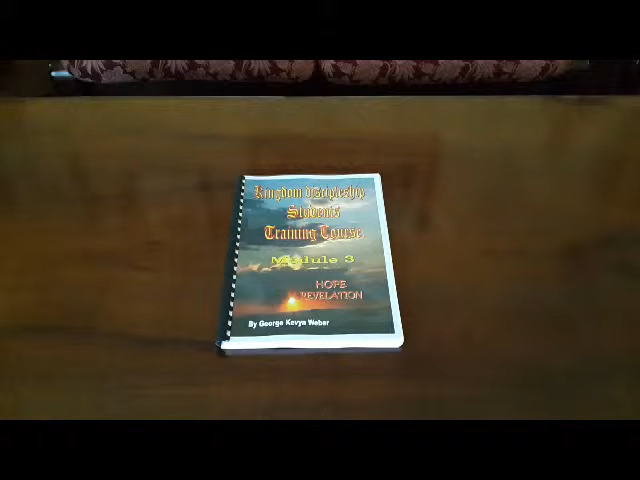 Kingdom discipleship
Students
Training Course
Module 3
HOPE
REVELATION
By George Kevyn Weber